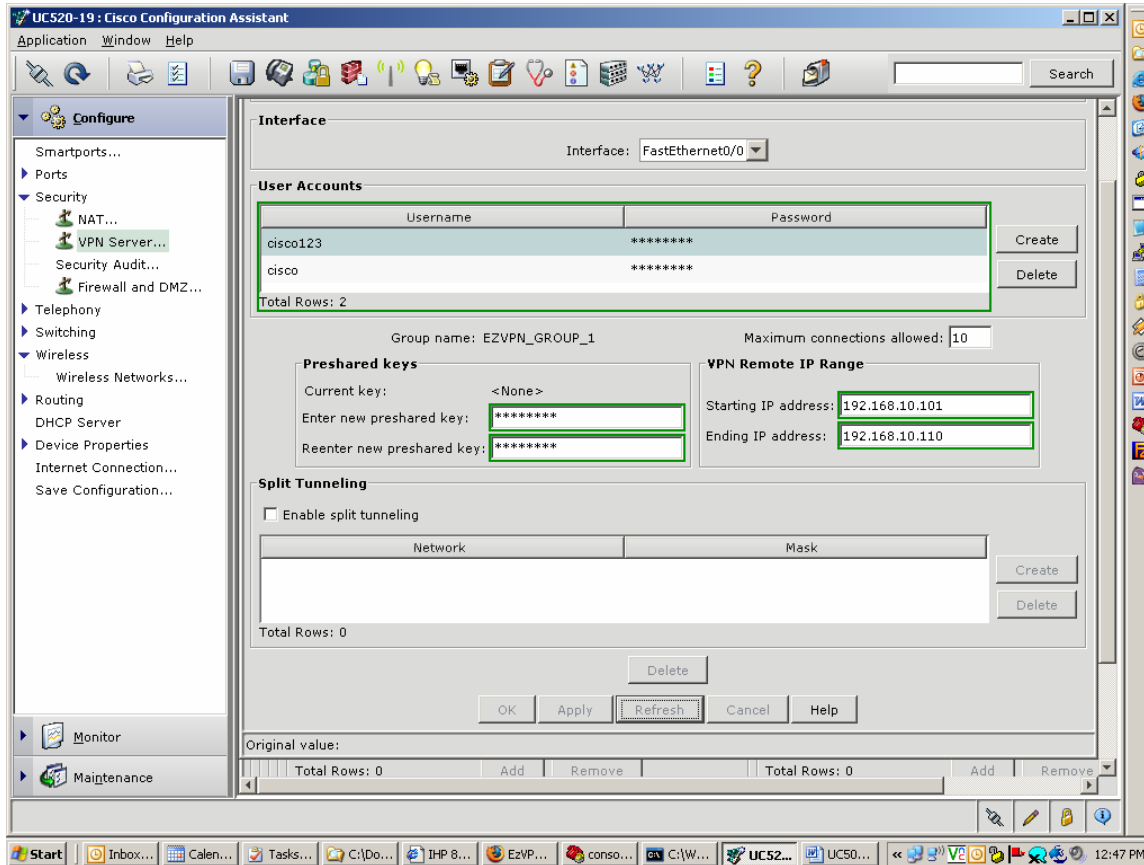 UC520-19 : Cisco Configuration Assistant
Application Window Help
Search
Configure
Smartports...
Ports
Security
NAT...
VPN Server...
Security Audit...
Firewall and DMZ...
Telephony
Switching
Wireless
Wireless Networks...
Routing
DHCP Server
Device Properties
Internet Connection...
Save Configuration...
Monitor
Maintenance
Interface
Interface: FastEthernet0/0
User Accounts
Username Password
cisco123 ********
cisco ********
Total Rows: 2
Create
Delete
Group name: EZVPN_GROUP_1 Maximum connections allowed: 10
Preshared keys
Current key: <None>
Enter new preshared key: ********
Reenter new preshared key: ********
VPN Remote IP Range
Starting IP address: 192.168.10.101
Ending IP address: 192.168.10.110
Split Tunneling
Enable split tunneling
Network Mask
Create
Delete
Total Rows: 0
Delete
OK Apply Refresh Cancel Help
Original value:
Total Rows: 0 Add Remove Total Rows: 0 Add Remove
Start Inbox... Calen... Tasks... C:\Do... IHP 8... EzVP... conso... C:\W... UC52... UC50... « 12:47 PM